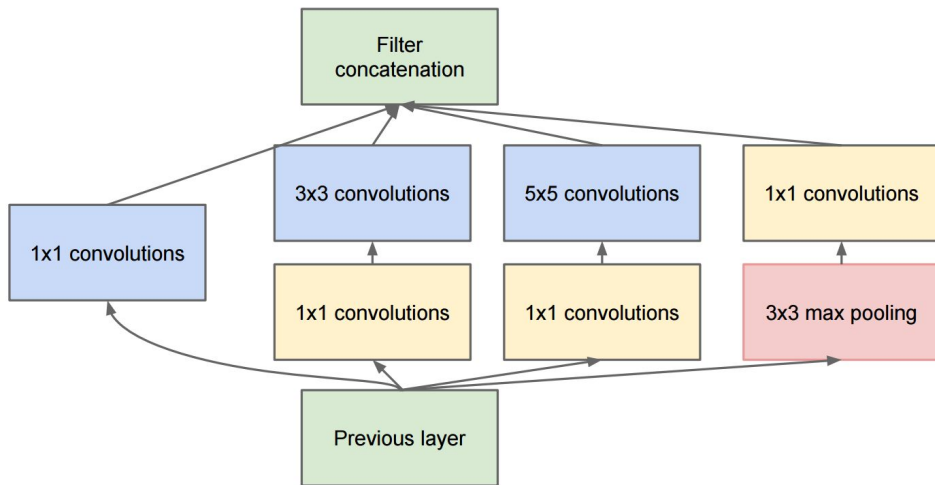 Filter
concatenation
3x3 convolutions
5x5 convolutions
1x1 convolutions
1x1 convolutions
1x1 convolutions
1x1 convolutions
3x3 max pooling
Previous layer